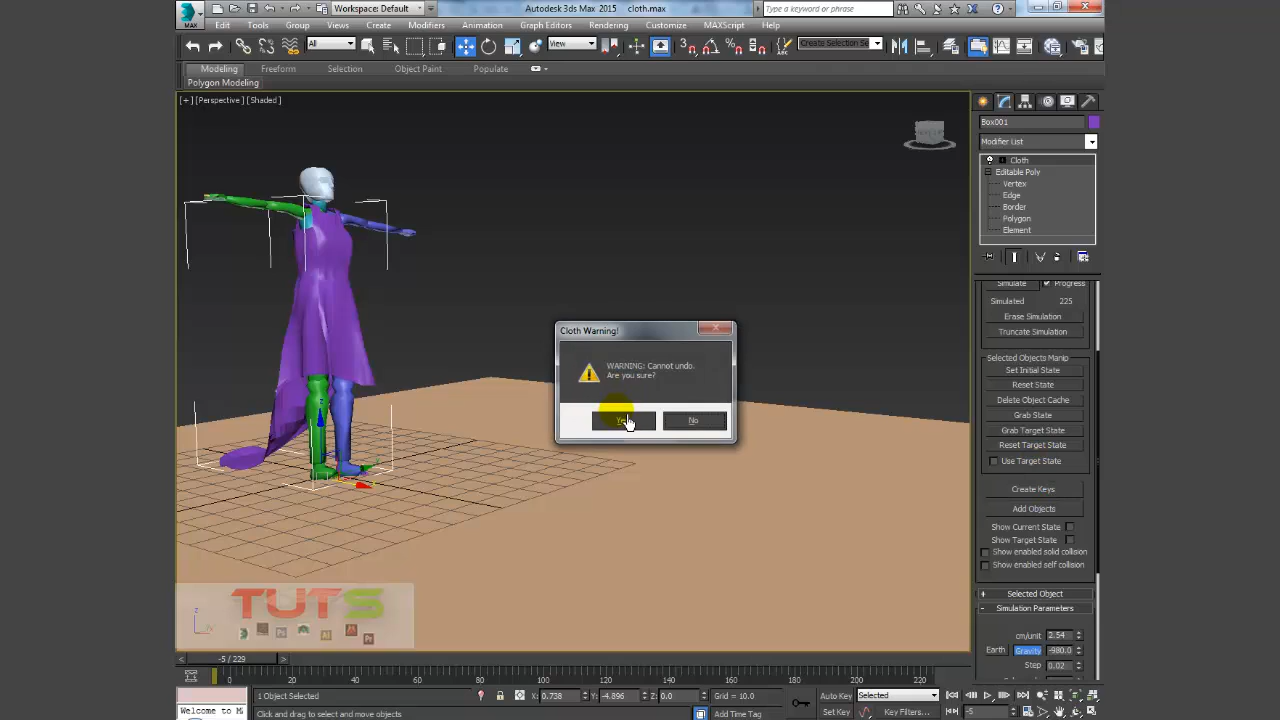 Workspace: Default
Autodesk 3ds Max 2015 cloth.max
Type a keyword or phrase
MAX
Edit Tools Group Views Create Modifiers Animation Graph Editors Rendering Customize MAXScript Help
All
View
Create Selection Se
Modeling Freeform Selection Object Paint Populate
Polygon Modeling
[+] [Perspective] [Shaded]
Box001
Modifier List
Cloth
Editable Poly
Vertex
Edge
Border
Polygon
Element
Simulate Progress
Simulated 225
Erase Simulation
Truncate Simulation
Selected Objects Manip
Set Initial State
Reset State
Delete Object Cache
Grab State
Grab Target State
Reset Target State
Use Target State
Create Keys
Add Objects
Show Current State
Show Target State
Show enabled solid collision
Show enabled self collision
Selected Object
Simulation Parameters
cm/unit 2.54
Earth Gravity -980.0
Step 0.02
Cloth Warning!
WARNING: Cannot undo.
Are you sure?
Yes No
TUTS
-5 / 229
0 20 40 60 80 100 120 140 160 180 200 220
1 Object Selected X: 0.738 Y: -4.896 Z: 0.0 Grid = 10.0 Auto Key Selected
Welcome to M Click and drag to select and move objects Add Time Tag Set Key Key Filters... -5